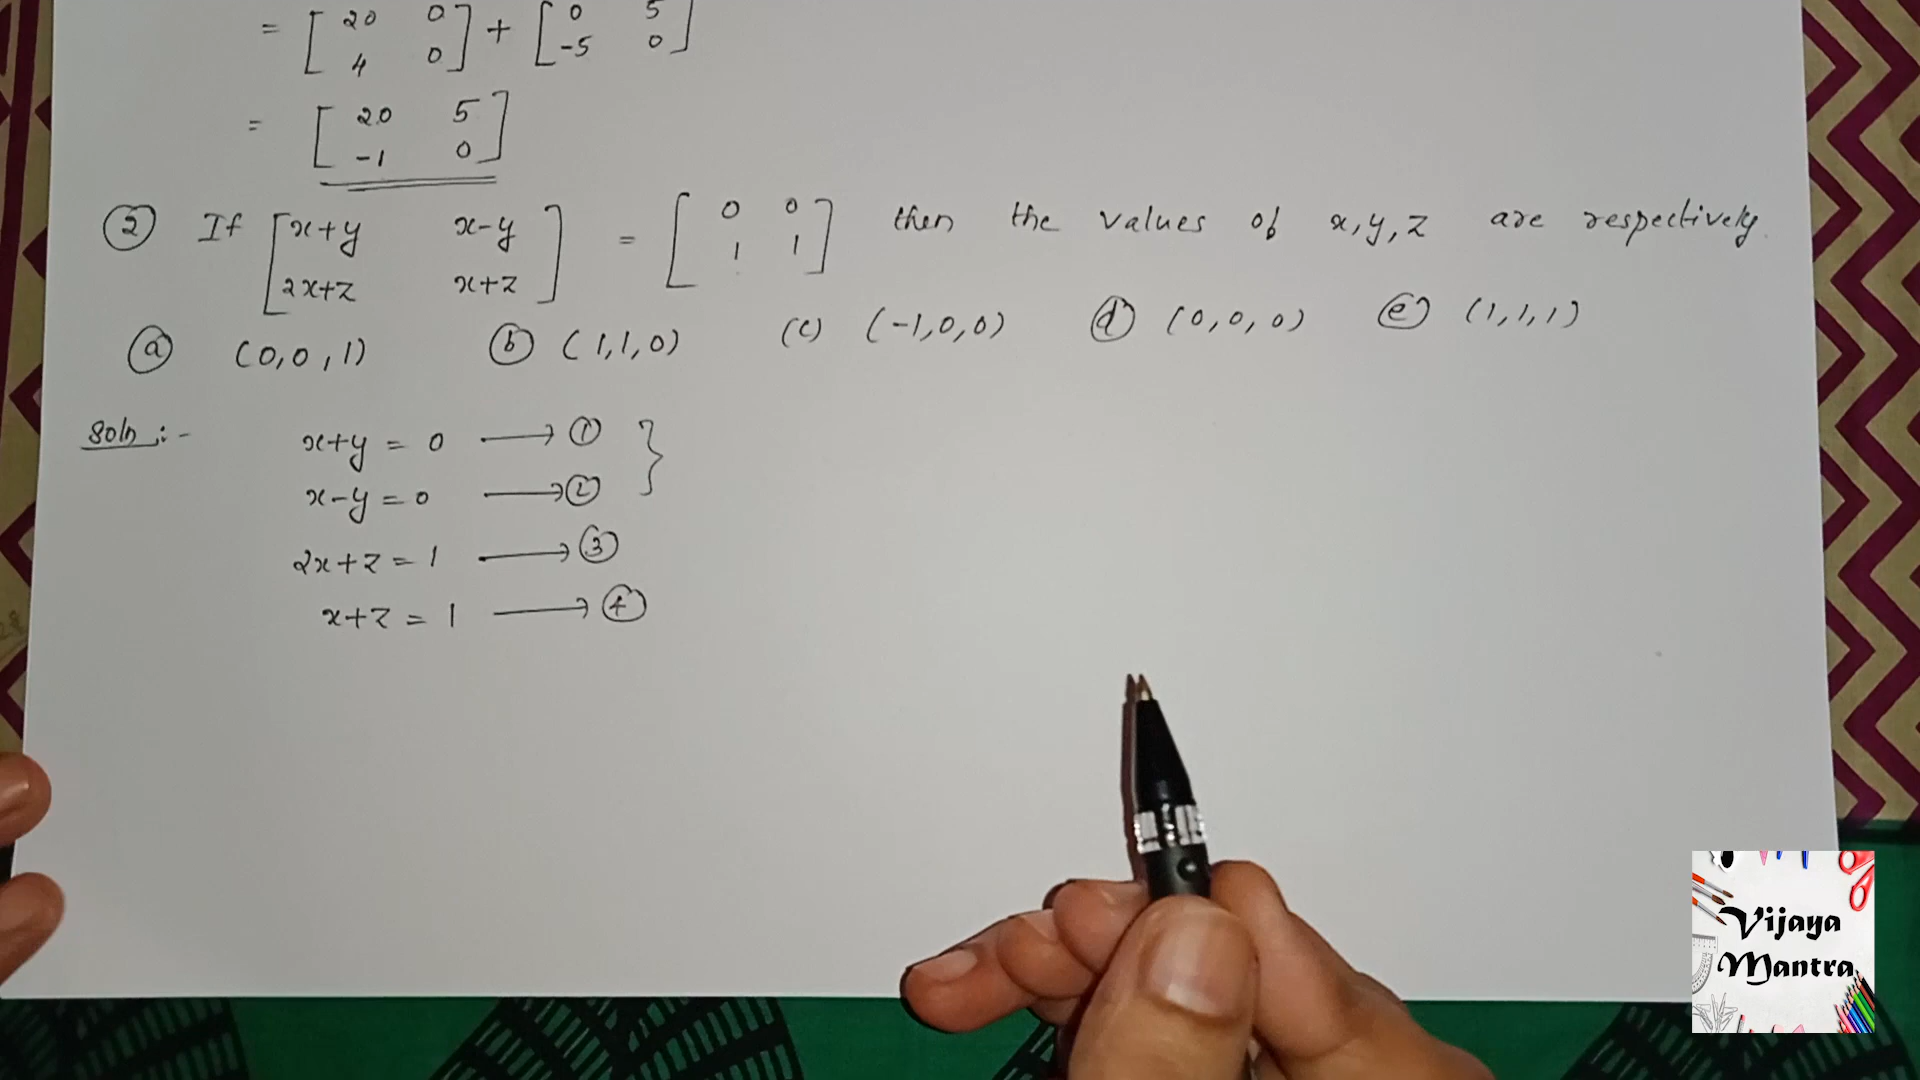 = [ 20 0 ] + [ 0 5 ]
4 0 -5 0
= [ 20 5 ]
-1 0
② If [ x+y x-y ] = [ 0 0 ] then the values of x, y, z are respectively.
2x+z x+z 1 1
ⓐ (0,0,1) ⓑ (1,1,0) (c) (-1,0,0) ⓓ (0,0,0) ⓔ (1,1,1)
Soln :- x+y = 0 → ① }
x-y = 0 → ②
2x+z = 1 → ③
x+z = 1 → ④
Vijaya
Mantra